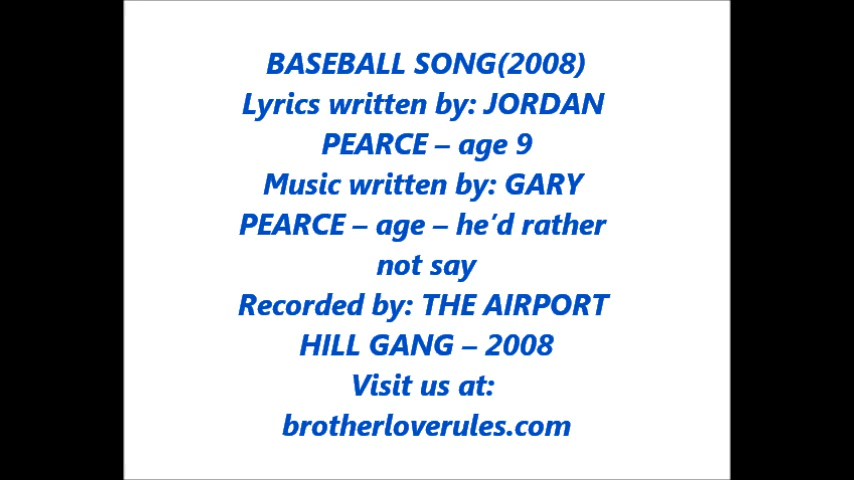 BASEBALL SONG(2008)
Lyrics written by: JORDAN
PEARCE – age 9
Music written by: GARY
PEARCE – age – he’d rather
not say
Recorded by: THE AIRPORT
HILL GANG – 2008
Visit us at:
brotherloverules.com